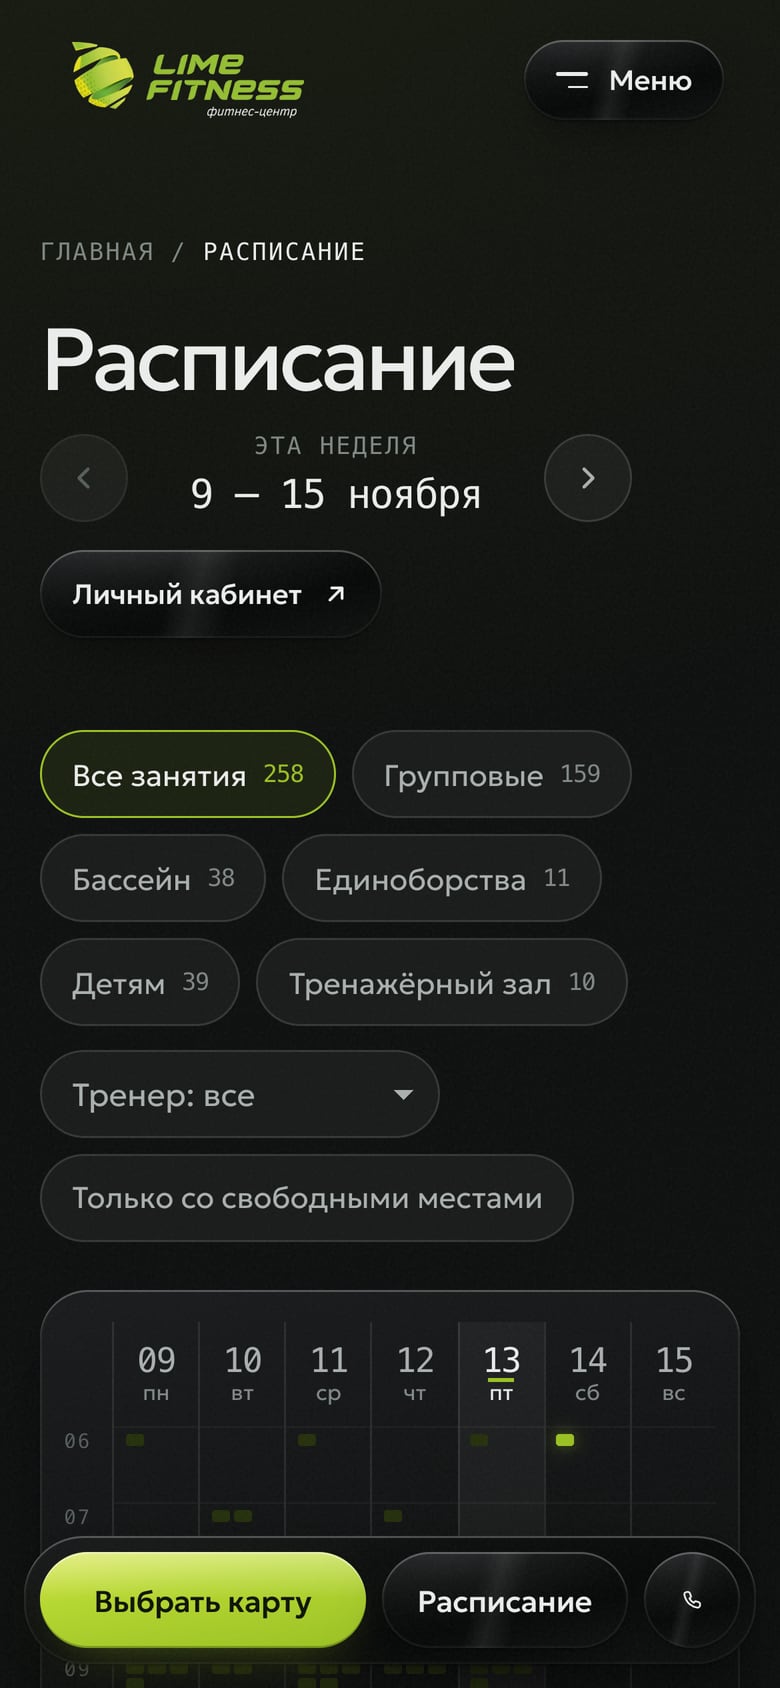 LIME
FITNESS
фитнес-центр
Меню
ГЛАВНАЯ / РАСПИСАНИЕ
Расписание
ЭТА НЕДЕЛЯ
9 — 15 ноября
Личный кабинет
Все занятия 258
Групповые 159
Бассейн 38
Единоборства 11
Детям 39
Тренажёрный зал 10
Тренер: все
Только со свободными местами
09 10 11 12 13 14 15
пн вт ср чт пт сб вс
06
07
Выбрать карту
Расписание
09